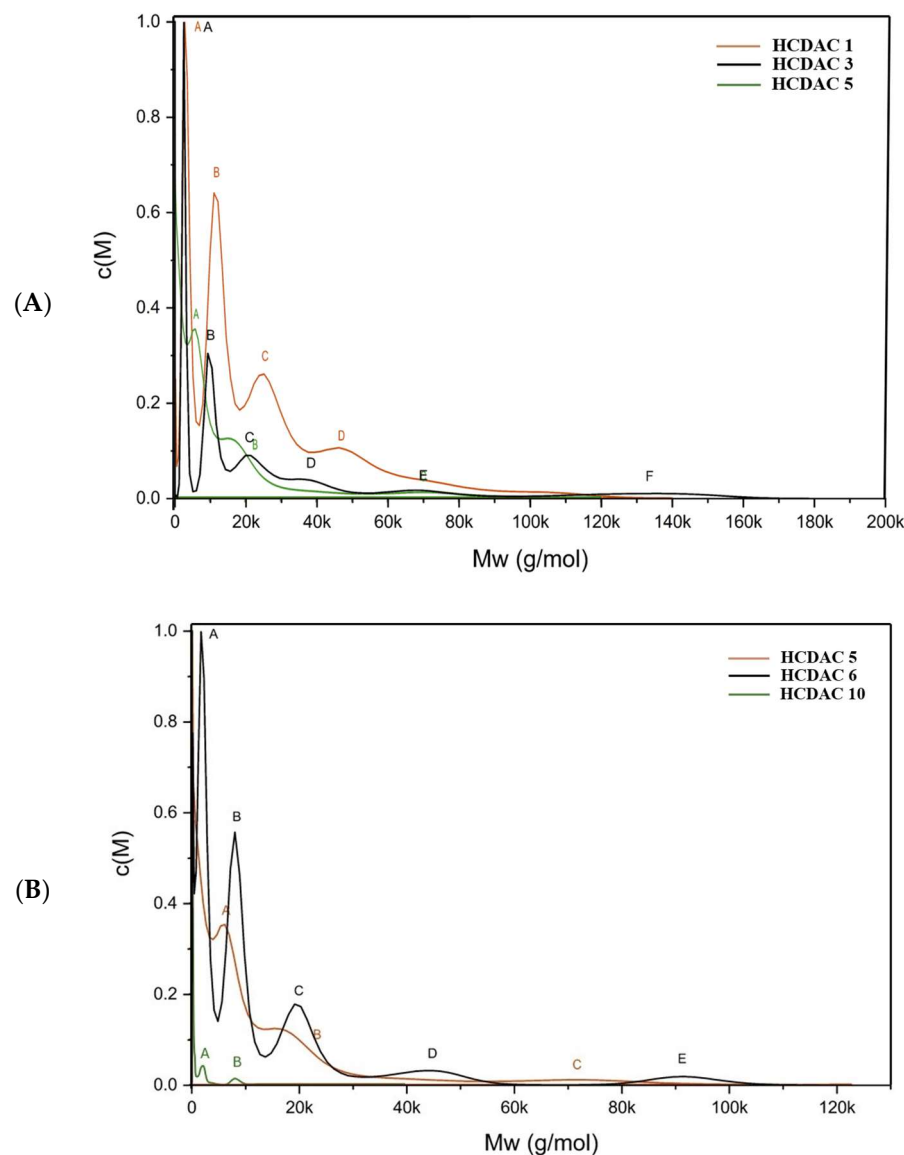 (A)
c(M)
1.0
0.8
0.6
0.4
0.2
0.0
A A
B
C
D
A
B
C
B
D
E
F
HCDAC 1
HCDAC 3
HCDAC 5
0 20k 40k 60k 80k 100k 120k 140k 160k 180k 200k
Mw (g/mol)
(B)
c(M)
1.0
0.8
0.6
0.4
0.2
0.0
A
B
A
C
B
D
C
E
A
B
HCDAC 5
HCDAC 6
HCDAC 10
0 20k 40k 60k 80k 100k 120k
Mw (g/mol)